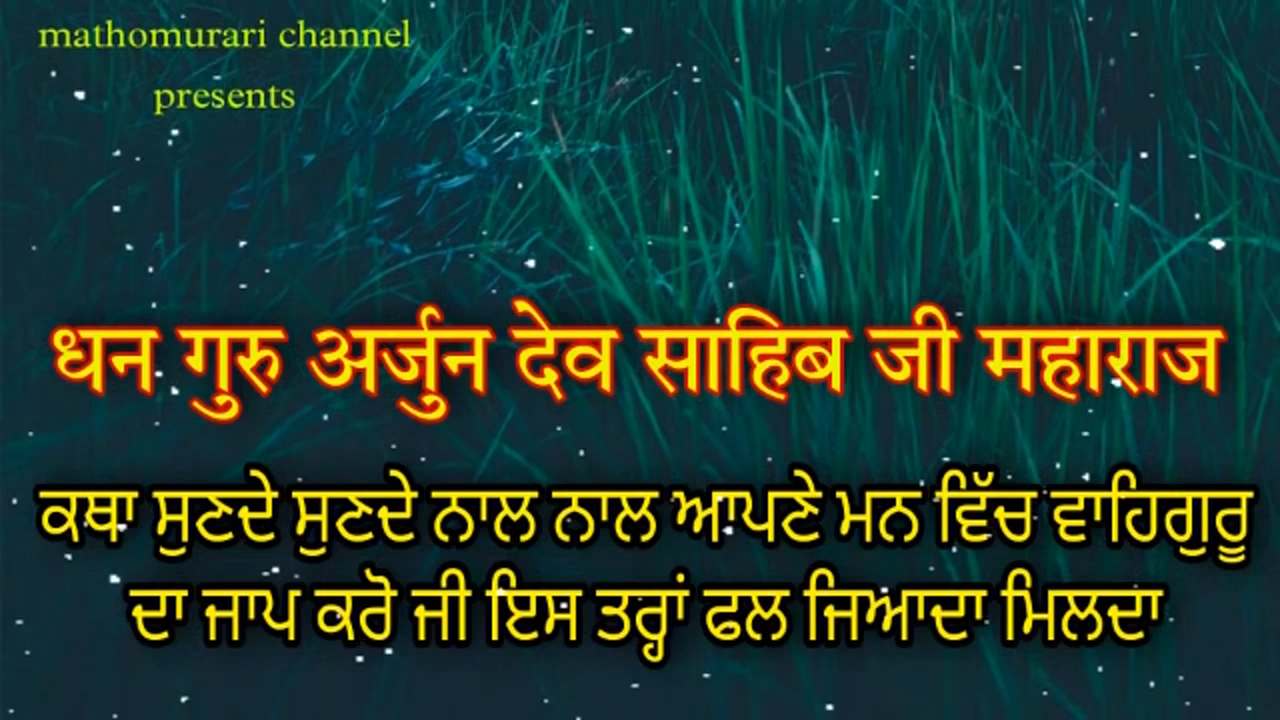 mathomurari channel
presents
धन गुरु अर्जुन देव साहिब जी महाराज
ਕਥਾ ਸੁਣਦੇ ਸੁਣਦੇ ਨਾਲ ਨਾਲ ਆਪਣੇ ਮਨ ਵਿੱਚ ਵਾਹਿਗੁਰੂ
ਦਾ ਜਾਪ ਕਰੋ ਜੀ ਇਸ ਤਰ੍ਹਾਂ ਫਲ ਜਿਆਦਾ ਮਿਲਦਾ